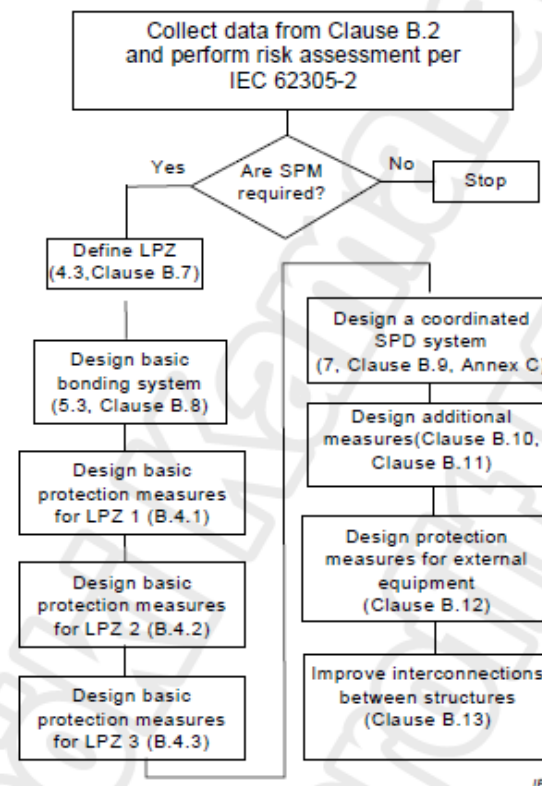 Collect data from Clause B.2
and perform risk assessment per
IEC 62305-2
Yes
Are SPM
required?
No
Stop
Define LPZ
(4.3,Clause B.7)
Design basic
bonding system
(5.3, Clause B.8)
Design basic
protection measures
for LPZ 1 (B.4.1)
Design basic
protection measures
for LPZ 2 (B.4.2)
Design basic
protection measures
for LPZ 3 (B.4.3)
Design a coordinated
SPD system
(7, Clause B.9, Annex C)
Design additional
measures(Clause B.10,
Clause B.11)
Design protection
measures for external
equipment
(Clause B.12)
Improve interconnections
between structures
(Clause B.13)